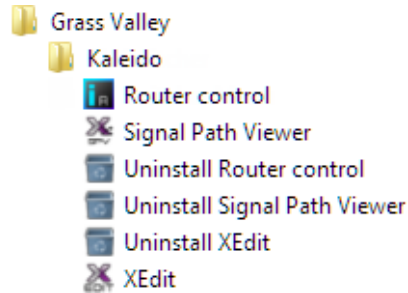 Grass Valley
Kaleido
Router control
Signal Path Viewer
Uninstall Router control
Uninstall Signal Path Viewer
Uninstall XEdit
XEdit